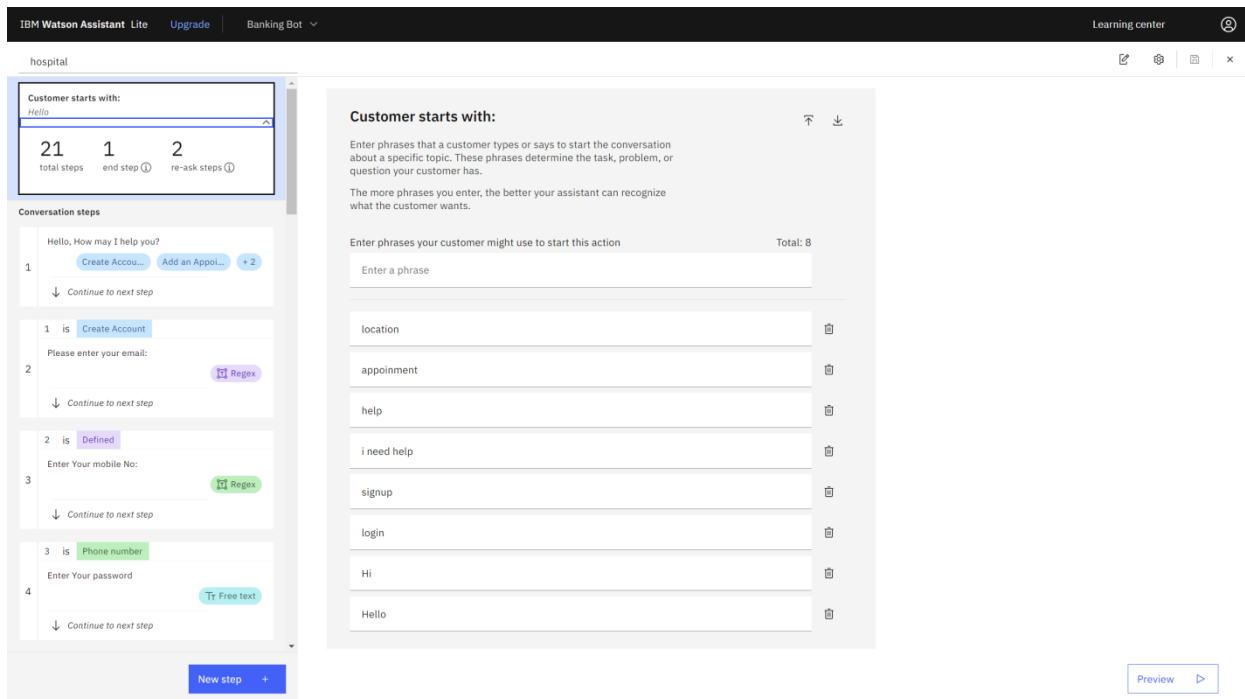 IBM Watson Assistant Lite Upgrade Banking Bot Learning center
hospital
Customer starts with:
Hello
21 1 2
total steps end step re-ask steps
Conversation steps
Hello, How may I help you?
Create Accou... Add an Appoi... + 2
1
Continue to next step
1 is Create Account
Please enter your email:
2
Regex
Continue to next step
2 is Defined
Enter Your mobile No:
3
Regex
Continue to next step
3 is Phone number
Enter Your password
4
Free text
Continue to next step
New step +
Customer starts with:
Enter phrases that a customer types or says to start the conversation
about a specific topic. These phrases determine the task, problem, or
question your customer has.
The more phrases you enter, the better your assistant can recognize
what the customer wants.
Enter phrases your customer might use to start this action Total: 8
Enter a phrase
location
appoinment
help
i need help
signup
login
Hi
Hello
Preview